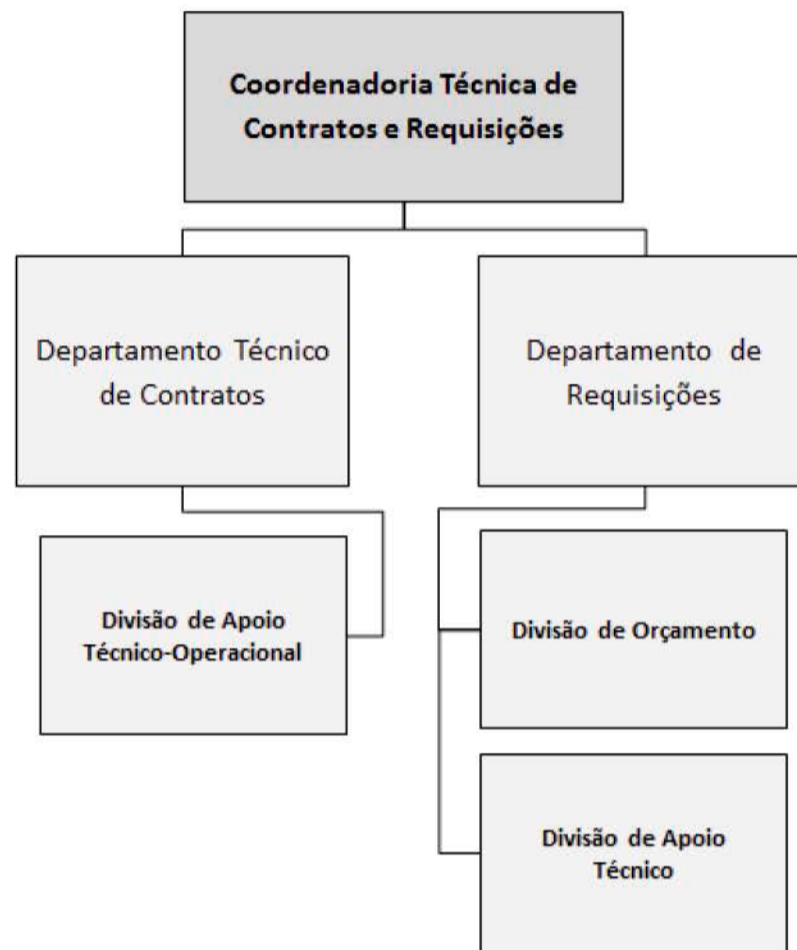 Coordenadoria Técnica de
Contratos e Requisições
Departamento Técnico
de Contratos
Departamento de
Requisições
Divisão de Apoio
Técnico-Operacional
Divisão de Orçamento
Divisão de Apoio
Técnico